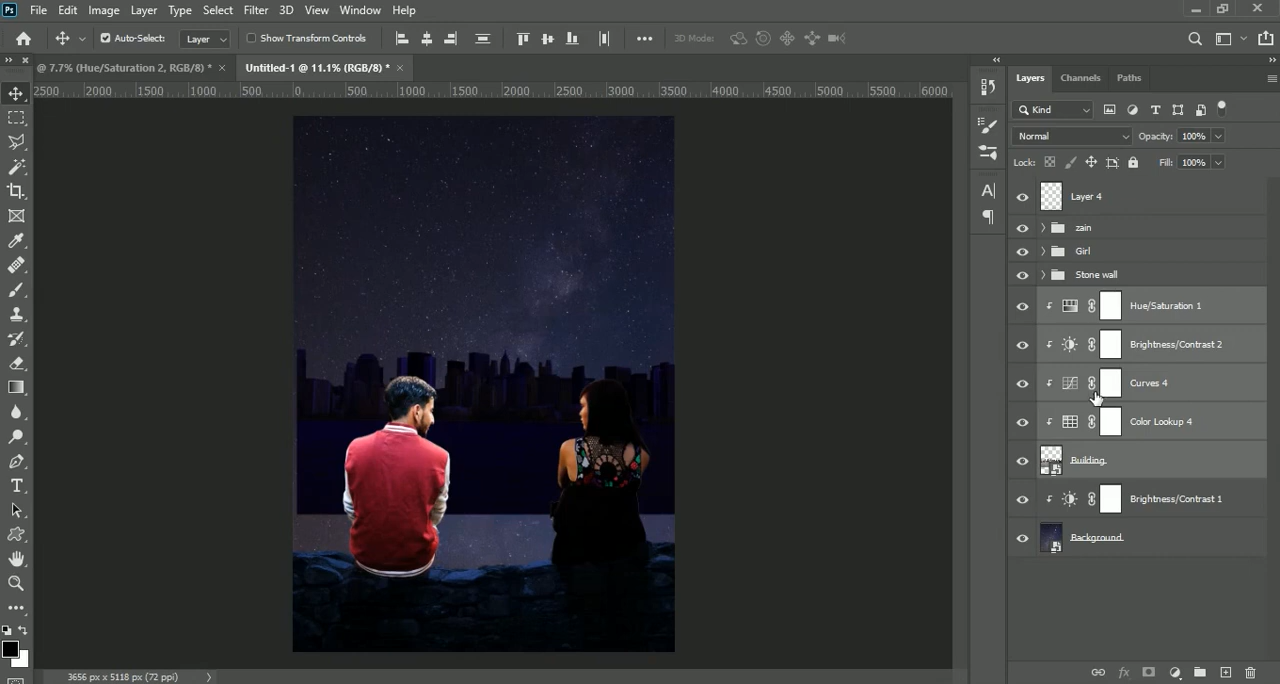 Ps File Edit Image Layer Type Select Filter 3D View Window Help
Auto-Select: Layer Show Transform Controls 3D Mode:
@ 7.7% (Hue/Saturation 2, RGB/8) * × Untitled-1 @ 11.1% (RGB/8) * ×
2500 2000 1500 1000 500 0 500 1000 1500 2000 2500 3000 3500 4000 4500 5000 5500 6000
Layers Channels Paths
Kind
Normal Opacity: 100%
Lock: Fill: 100%
Layer 4
zain
Girl
Stone wall
Hue/Saturation 1
Brightness/Contrast 2
Curves 4
Color Lookup 4
Building
Brightness/Contrast 1
Background
3656 px x 5118 px (72 ppi)